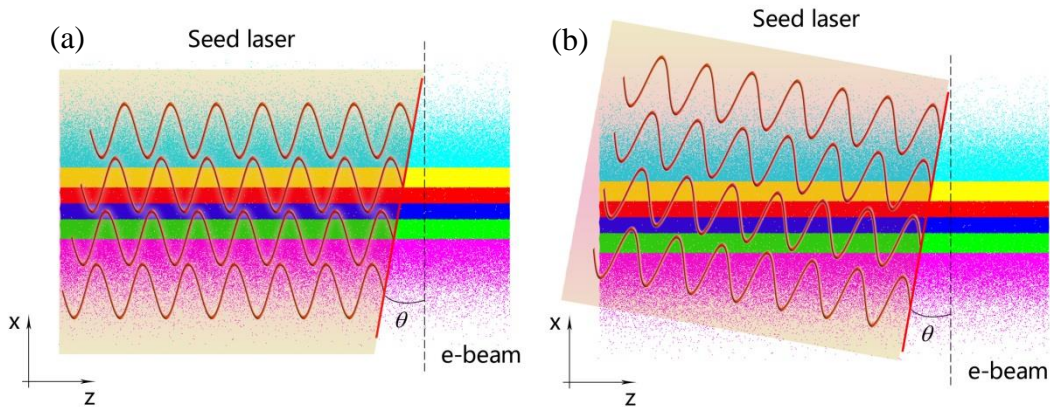 (a)
Seed laser
θ
x
z
e-beam
(b)
Seed laser
θ
x
z
e-beam